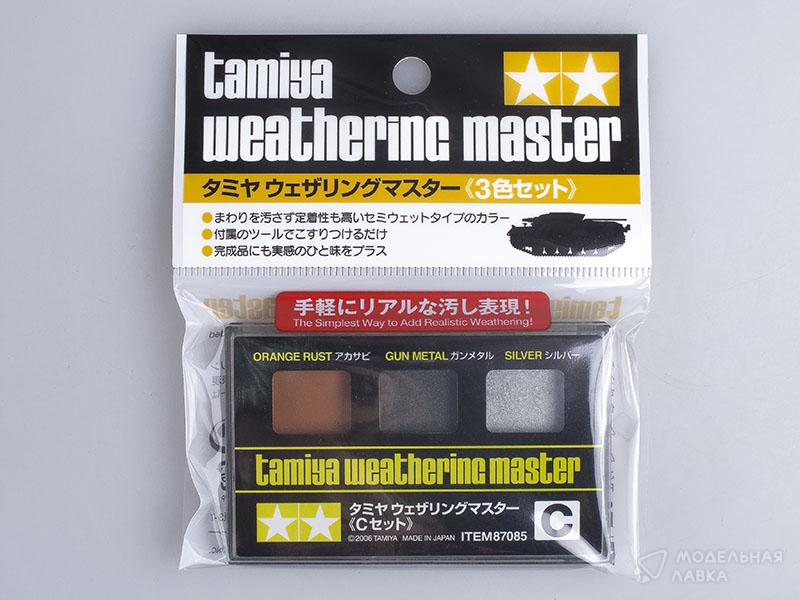 tamiya
weathering master
タミヤ ウェザリングマスター《3色セット》
●まわりを汚さず定着性も高いセミウェットタイプのカラー
●付属のツールでこすりつけるだけ
●完成品にも実感のひと味をプラス
手軽にリアルな汚し表現！
The Simplest Way to Add Realistic Weathering!
ORANGE RUST アカサビ GUN METAL ガンメタル SILVER シルバー
tamiya weathering master
タミヤ ウェザリングマスター
《Cセット》
C
©2006 TAMIYA MADE IN JAPAN ITEM87085
МОДЕЛЬНАЯ
ЛАВКА